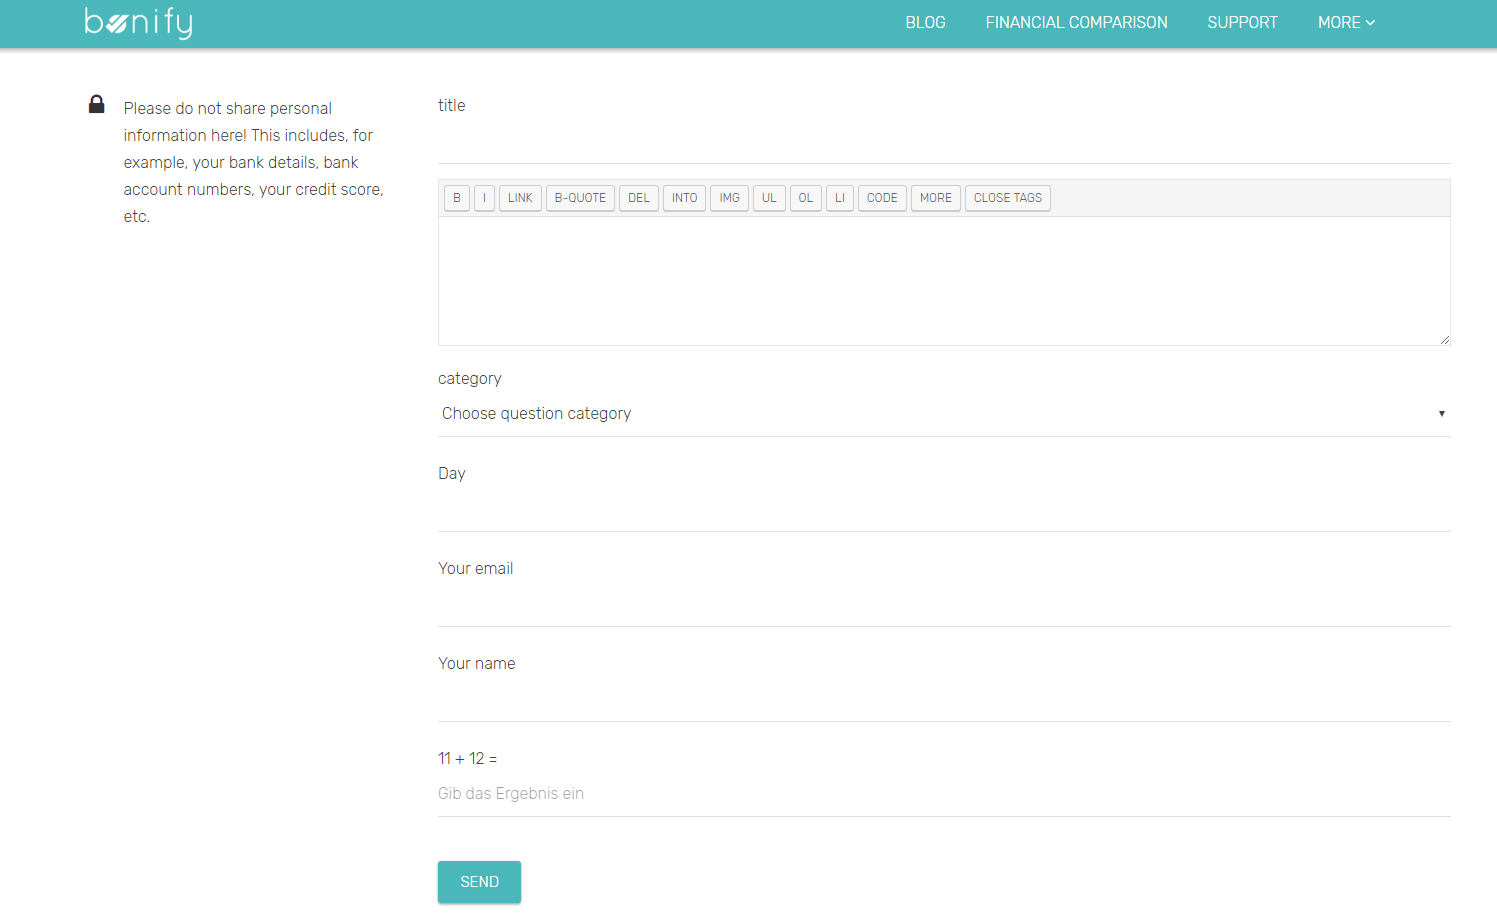 bonify
BLOG
FINANCIAL COMPARISON
SUPPORT
MORE
Please do not share personal
information here! This includes, for
example, your bank details, bank
account numbers, your credit score,
etc.
title
B
I
LINK
B-QUOTE
DEL
INTO
IMG
UL
OL
LI
CODE
MORE
CLOSE TAGS
category
Choose question category
Day
Your email
Your name
11 + 12 =
Gib das Ergebnis ein
SEND